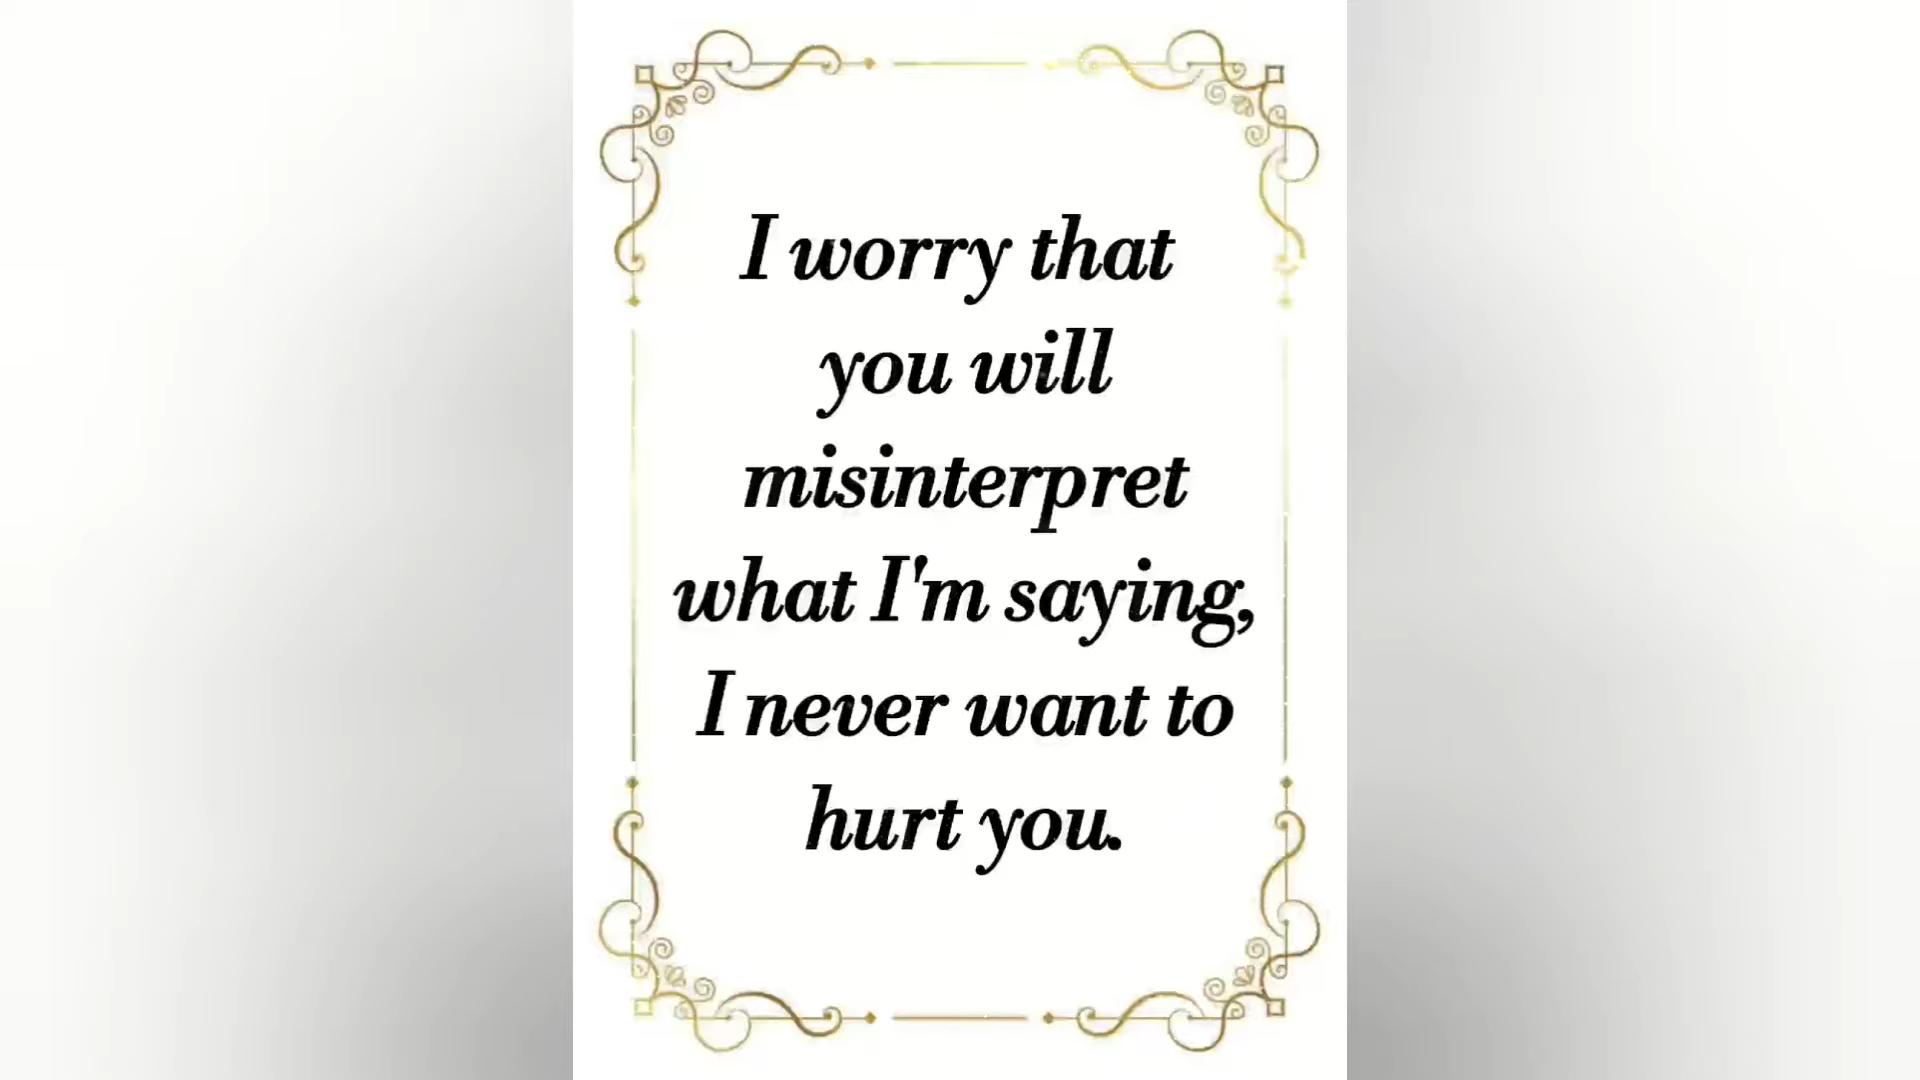 I worry that
you will
misinterpret
what I'm saying,
I never want to
hurt you.